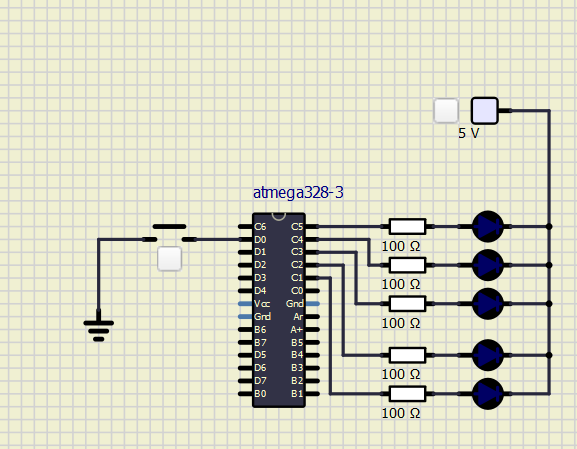 5 V
atmega328-3
C6 C5
D0 C4
D1 C3
D2 C2
D3 C1
D4 C0
Vcc Gnd
Gnd Ar
B6 A+
B7 B5
D5 B4
D6 B3
D7 B2
B0 B1
100 Ω
100 Ω
100 Ω
100 Ω
100 Ω